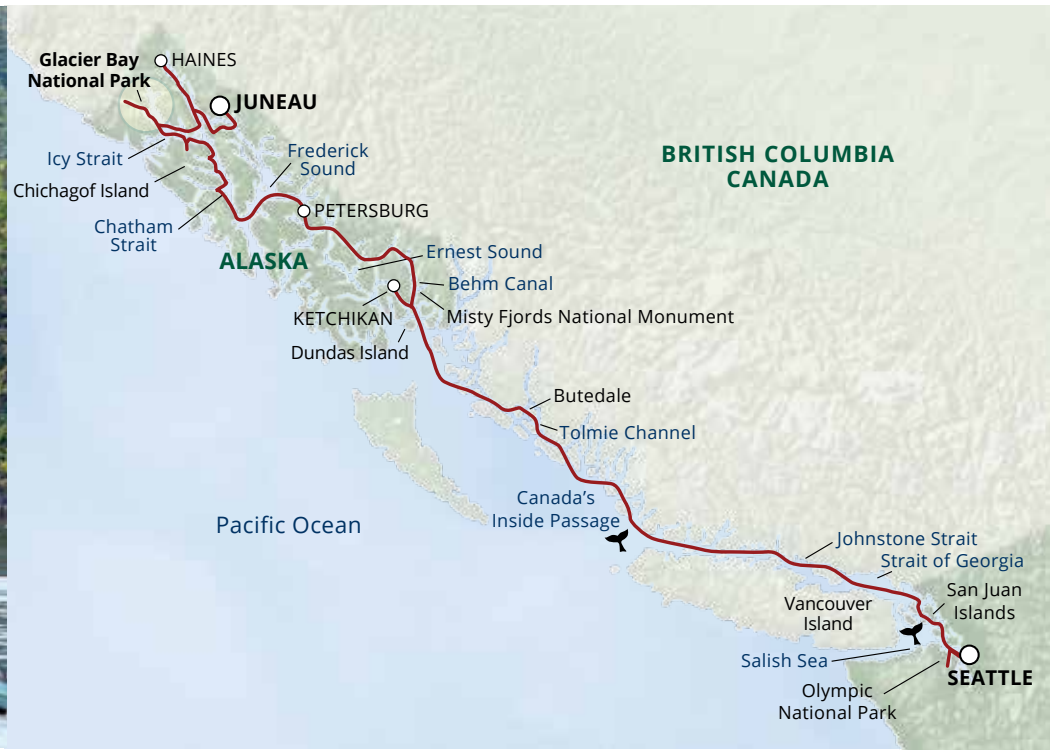 Glacier Bay
National Park
HAINES
JUNEAU
Icy Strait
Chichagof Island
Frederick
Sound
Chatham
Strait
PETERSBURG
ALASKA
Ernest Sound
Behm Canal
KETCHIKAN
Misty Fjords National Monument
Dundas Island
BRITISH COLUMBIA
CANADA
Butedale
Tolmie Channel
Canada’s
Inside Passage
Pacific Ocean
Johnstone Strait
Strait of Georgia
San Juan
Islands
Vancouver
Island
Salish Sea
SEATTLE
Olympic
National Park